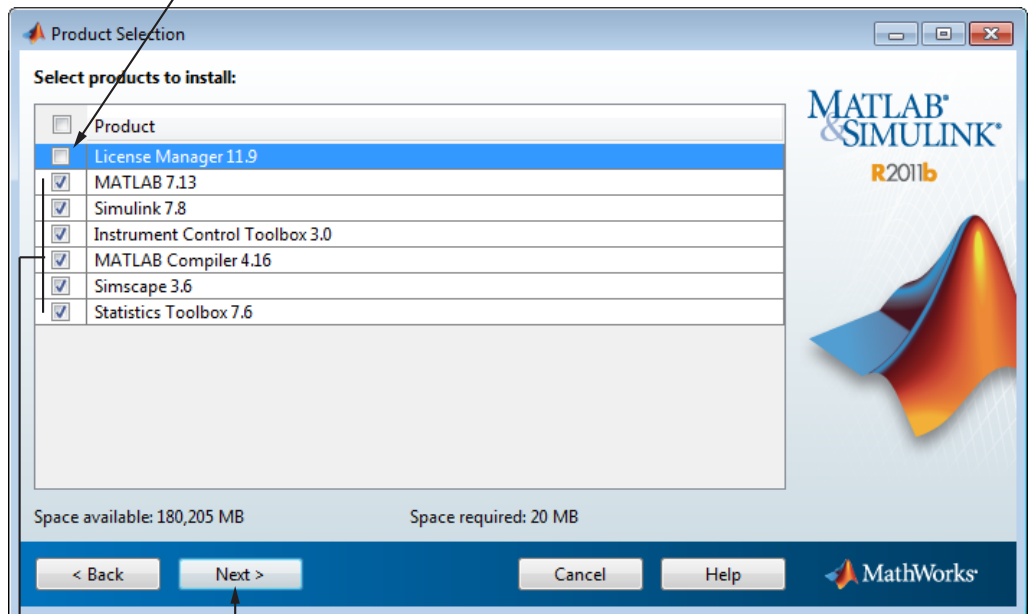 Product Selection
Select products to install:
Product
License Manager 11.9
MATLAB 7.13
Simulink 7.8
Instrument Control Toolbox 3.0
MATLAB Compiler 4.16
Simscape 3.6
Statistics Toolbox 7.6
MATLAB®
&SIMULINK®
R2011b
Space available: 180,205 MB Space required: 20 MB
< Back Next > Cancel Help MathWorks®